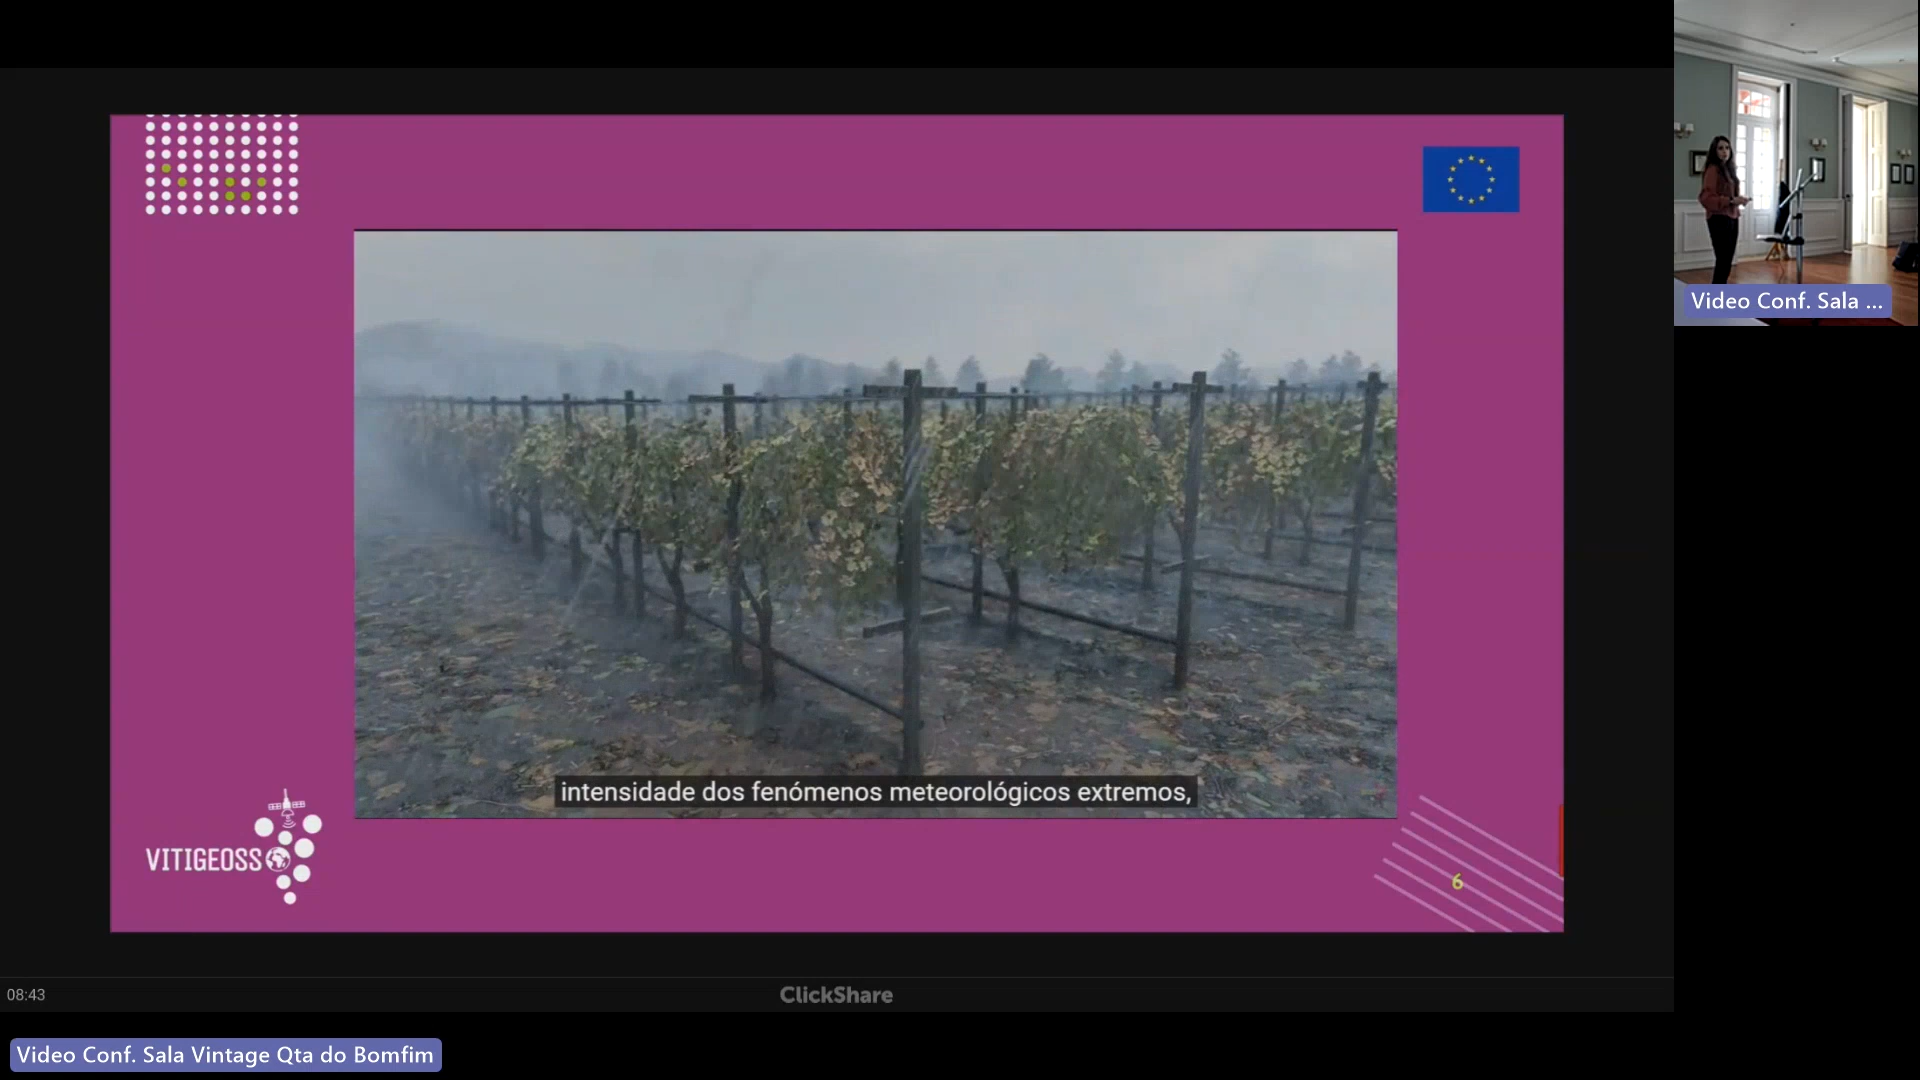 Video Conf. Sala ...
intensidade dos fenómenos meteorológicos extremos,
VITIGEOSS
6
08:43
ClickShare
Video Conf. Sala Vintage Qta do Bomfim